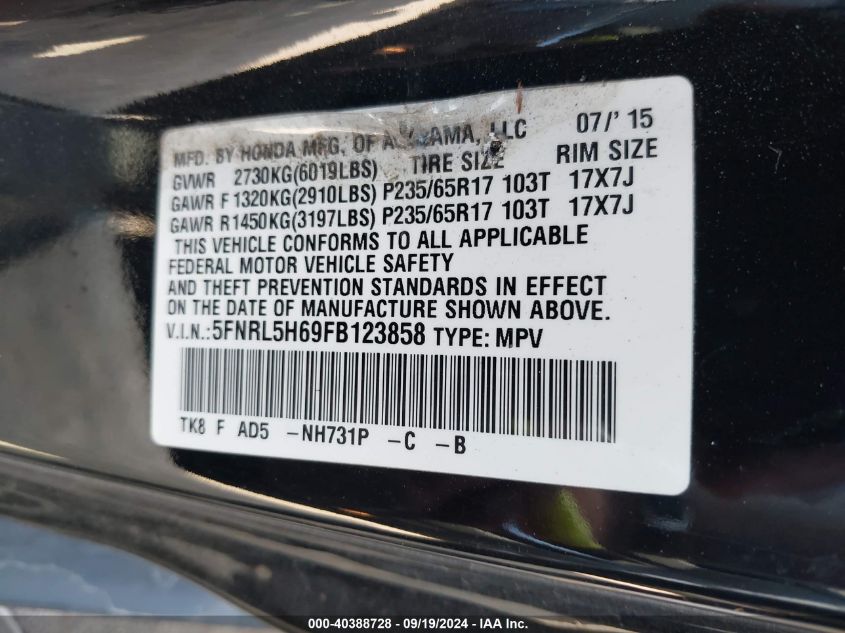 MFD. BY HONDA MFG. OF ALABAMA, LLC 07/' 15
GVWR 2730KG(6019LBS) TIRE SIZE RIM SIZE
GAWR F 1320KG(2910LBS) P235/65R17 103T 17X7J
GAWR R1450KG(3197LBS) P235/65R17 103T 17X7J
THIS VEHICLE CONFORMS TO ALL APPLICABLE
FEDERAL MOTOR VEHICLE SAFETY
AND THEFT PREVENTION STANDARDS IN EFFECT
ON THE DATE OF MANUFACTURE SHOWN ABOVE.
V.I.N.:5FNRL5H69FB123858 TYPE: MPV
TK8 F AD5 -NH731P -C -B
000-40388728 - 09/19/2024 - IAAI.com